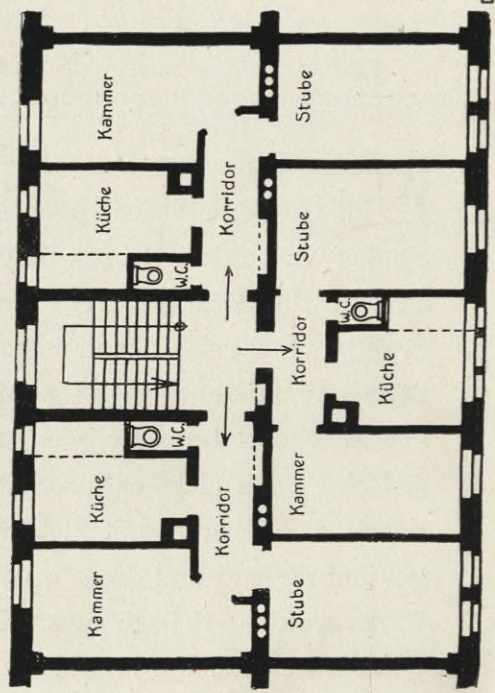 Kammer
Stube
Küche
Korridor
W.C.
Stube
W.C.
Korridor
Küche
W.C.
Küche
Korridor
Kammer
Kammer
Stube